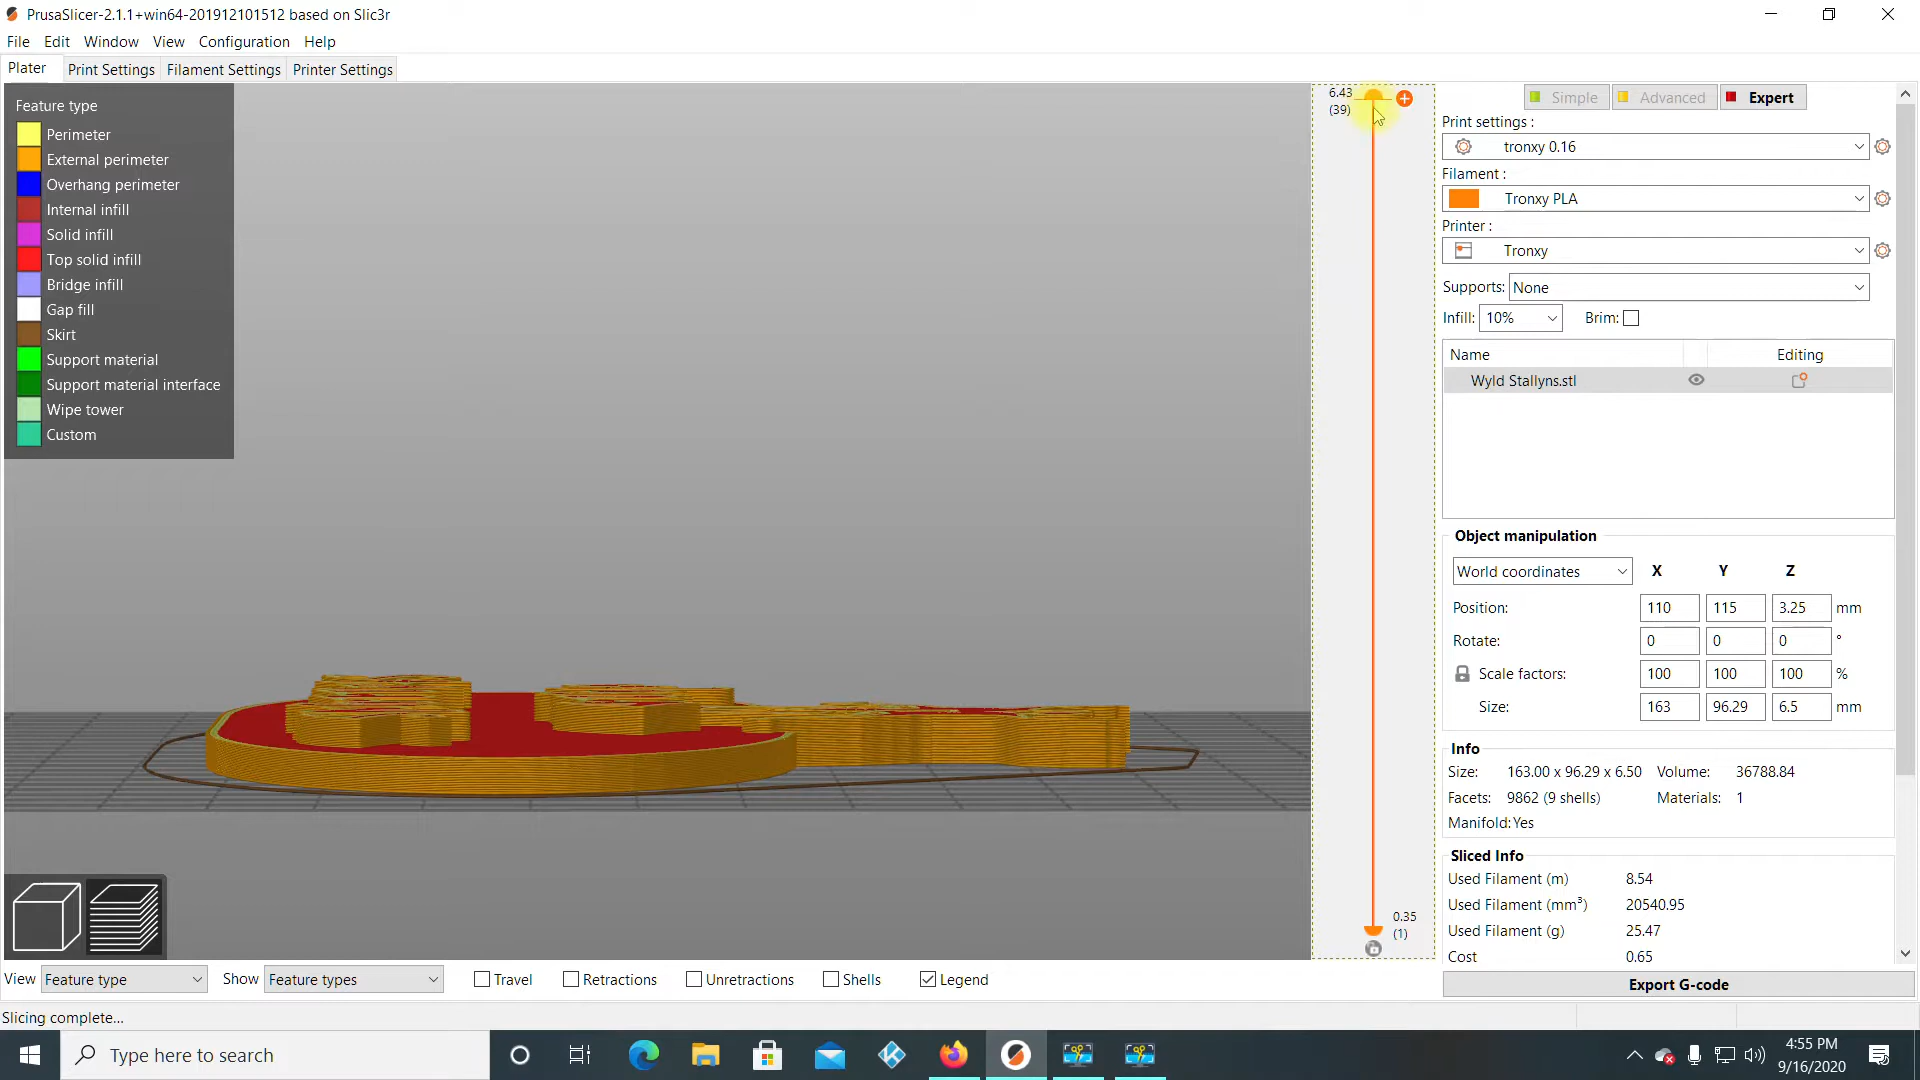 PrusaSlicer-2.1.1+win64-201912101512 based on Slic3r
File Edit Window View Configuration Help
Plater Print Settings Filament Settings Printer Settings
Feature type
Perimeter
External perimeter
Overhang perimeter
Internal infill
Solid infill
Top solid infill
Bridge infill
Gap fill
Skirt
Support material
Support material interface
Wipe tower
Custom
6.43
(39)
0.35
(1)
Simple Advanced Expert
Print settings :
tronxy 0.16
Filament :
Tronxy PLA
Printer :
Tronxy
Supports: None
Infill: 10% Brim:
Name Editing
Wyld Stallyns.stl
Object manipulation
World coordinates X Y Z
Position: 110 115 3.25 mm
Rotate: 0 0 0 °
Scale factors: 100 100 100 %
Size: 163 96.29 6.5 mm
Info
Size: 163.00 x 96.29 x 6.50 Volume: 36788.84
Facets: 9862 (9 shells) Materials: 1
Manifold: Yes
Sliced Info
Used Filament (m) 8.54
Used Filament (mm³) 20540.95
Used Filament (g) 25.47
Cost 0.65
Export G-code
View Feature type Show Feature types Travel Retractions Unretractions Shells Legend
Slicing complete...
Type here to search
4:55 PM
9/16/2020